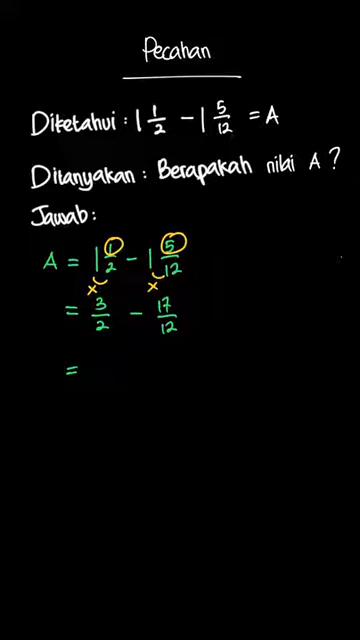 Pecahan
Diketahui : 1 1/2 - 1 5/12 = A
Ditanyakan : Berapakah nilai A ?
Jawab :
A = 1 1/2 - 1 5/12
x x
= 3/2 - 17/12
=